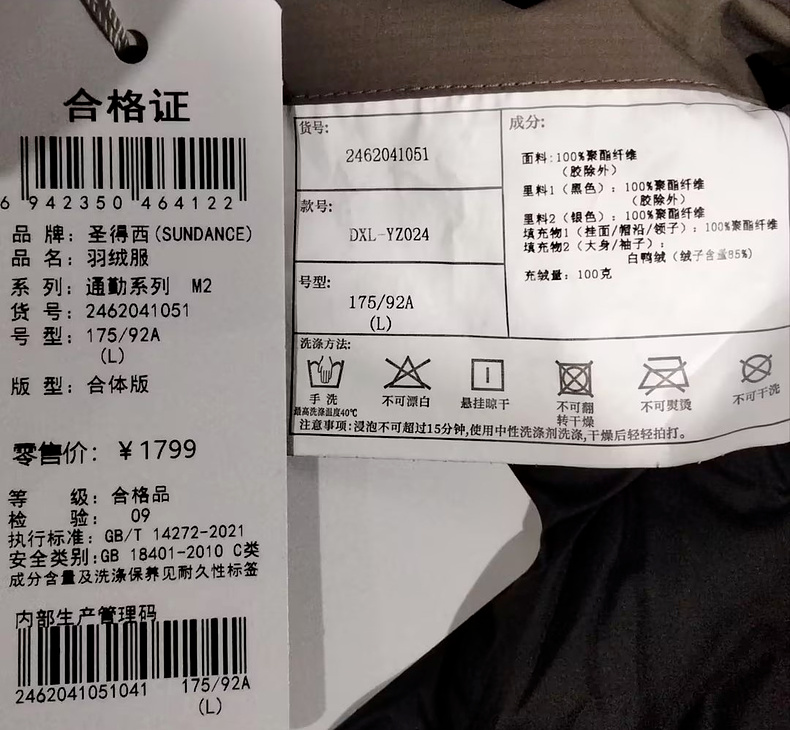 合格证
6 942350 464122
品 牌：圣得西(SUNDANCE)
品 名：羽绒服
系 列：通勤系列 M2
货 号：2462041051
号 型：175/92A
(L)
版 型：合体版
零售价：￥1799
等 级：合格品
检 验：09
执行标准：GB/T 14272-2021
安全类别:GB 18401-2010 C类
成分含量及洗涤保养见耐久性标签
内部生产管理码
2462041051041 175/92A
(L)
货号:
2462041051
款号:
DXL-YZ024
号型:
175/92A
(L)
成分:
面料:100%聚酯纤维
(胶除外)
里料1（黑色）：100%聚酯纤维
(胶除外)
里料2（银色）：100%聚酯纤维
填充物1（挂面/帽裕/领子）：100%聚酯纤维
填充物2（大身/袖子）：
白鸭绒（绒子含量85%）
充绒量：100克
洗涤方法:
手 洗
最高洗涤温度40℃
不可漂白
悬挂晾干
不可翻
转干燥
不可熨烫
不可干洗
注意事项:浸泡不可超过15分钟,使用中性洗涤剂洗涤,干燥后轻轻拍打。